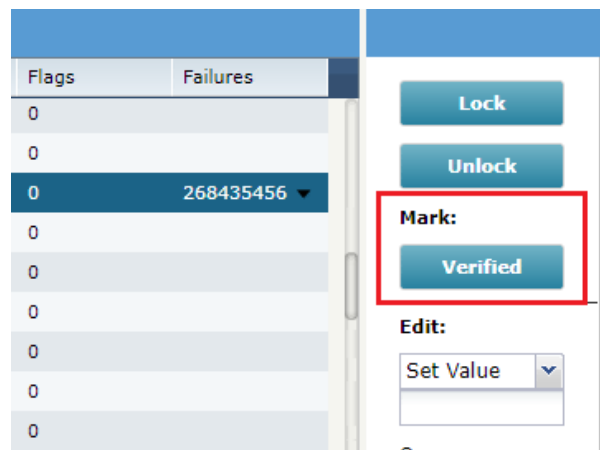 Flags Failures
0
0
0 268435456
0
0
0
0
0
0
Lock
Unlock
Mark:
Verified
Edit:
Set Value